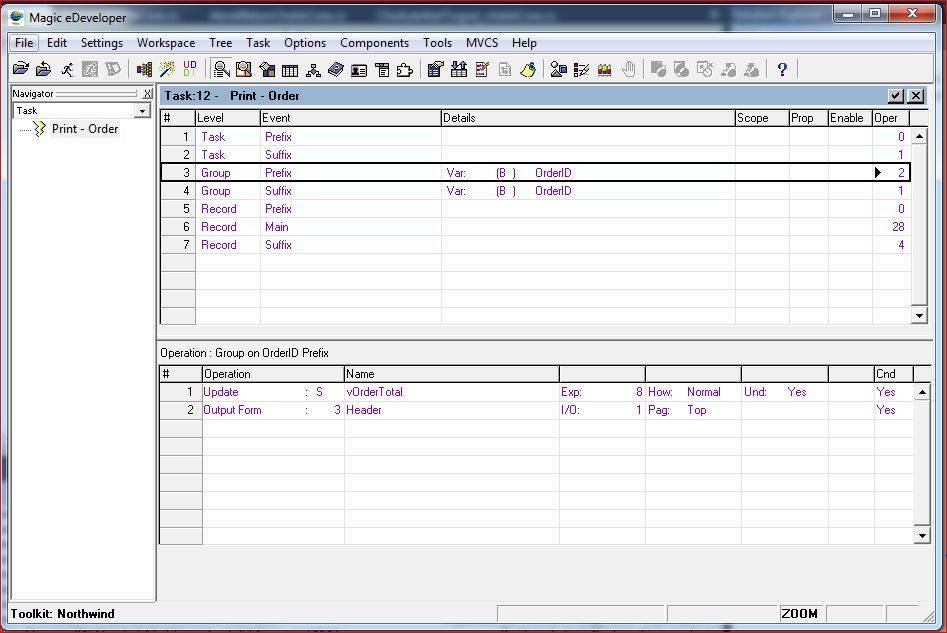 Magic eDeveloper
File Edit Settings Workspace Tree Task Options Components Tools MVCS Help
UD
DT
?
Navigator X
Task
Print - Order
Task:12 - Print - Order
# Level Event Details Scope Prop Enable Oper
1 Task Prefix 0
2 Task Suffix 1
3 Group Prefix Var: (B ) OrderID 2
4 Group Suffix Var: (B ) OrderID 1
5 Record Prefix 0
6 Record Main 28
7 Record Suffix 4
Operation : Group on OrderID Prefix
# Operation Name Cnd
1 Update : S vOrderTotal Exp: 8 How: Normal Und: Yes Yes
2 Output Form : 3 Header I/O: 1 Pag: Top Yes
Toolkit: Northwind ZOOM